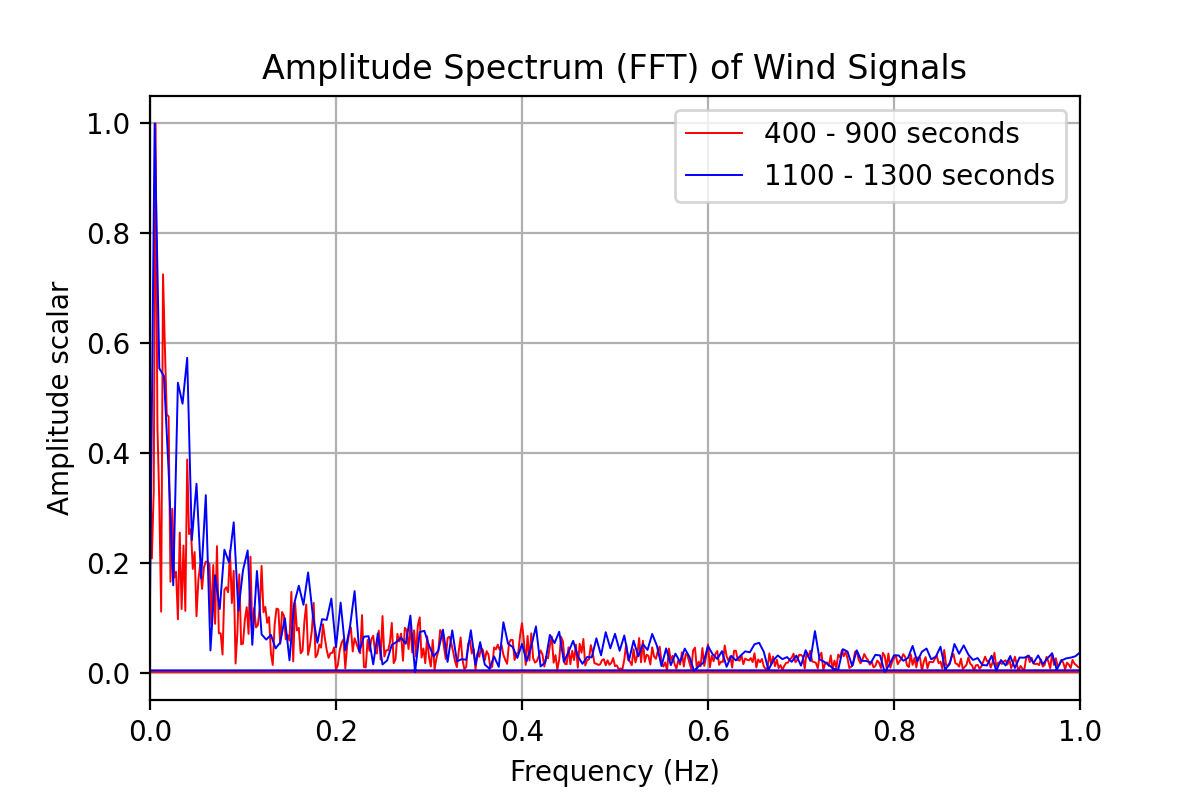 Amplitude Spectrum (FFT) of Wind Signals
400 - 900 seconds
1100 - 1300 seconds
Amplitude scalar
1.0
0.8
0.6
0.4
0.2
0.0
0.0 0.2 0.4 0.6 0.8 1.0
Frequency (Hz)